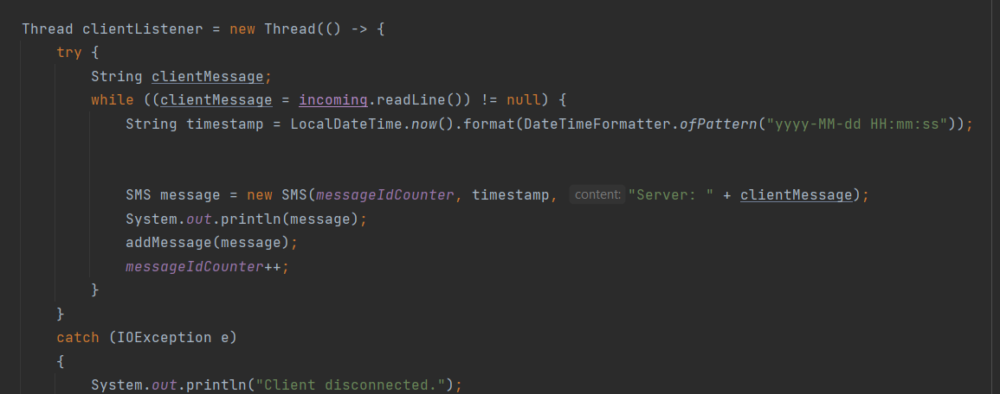 Thread clientListener = new Thread(() -> {
try {
String clientMessage;
while ((clientMessage = incoming.readLine()) != null) {
String timestamp = LocalDateTime.now().format(DateTimeFormatter.ofPattern("yyyy-MM-dd HH:mm:ss"));
SMS message = new SMS(messageIdCounter, timestamp, content: "Server: " + clientMessage);
System.out.println(message);
addMessage(message);
messageIdCounter++;
}
}
catch (IOException e)
{
System.out.println("Client disconnected.");